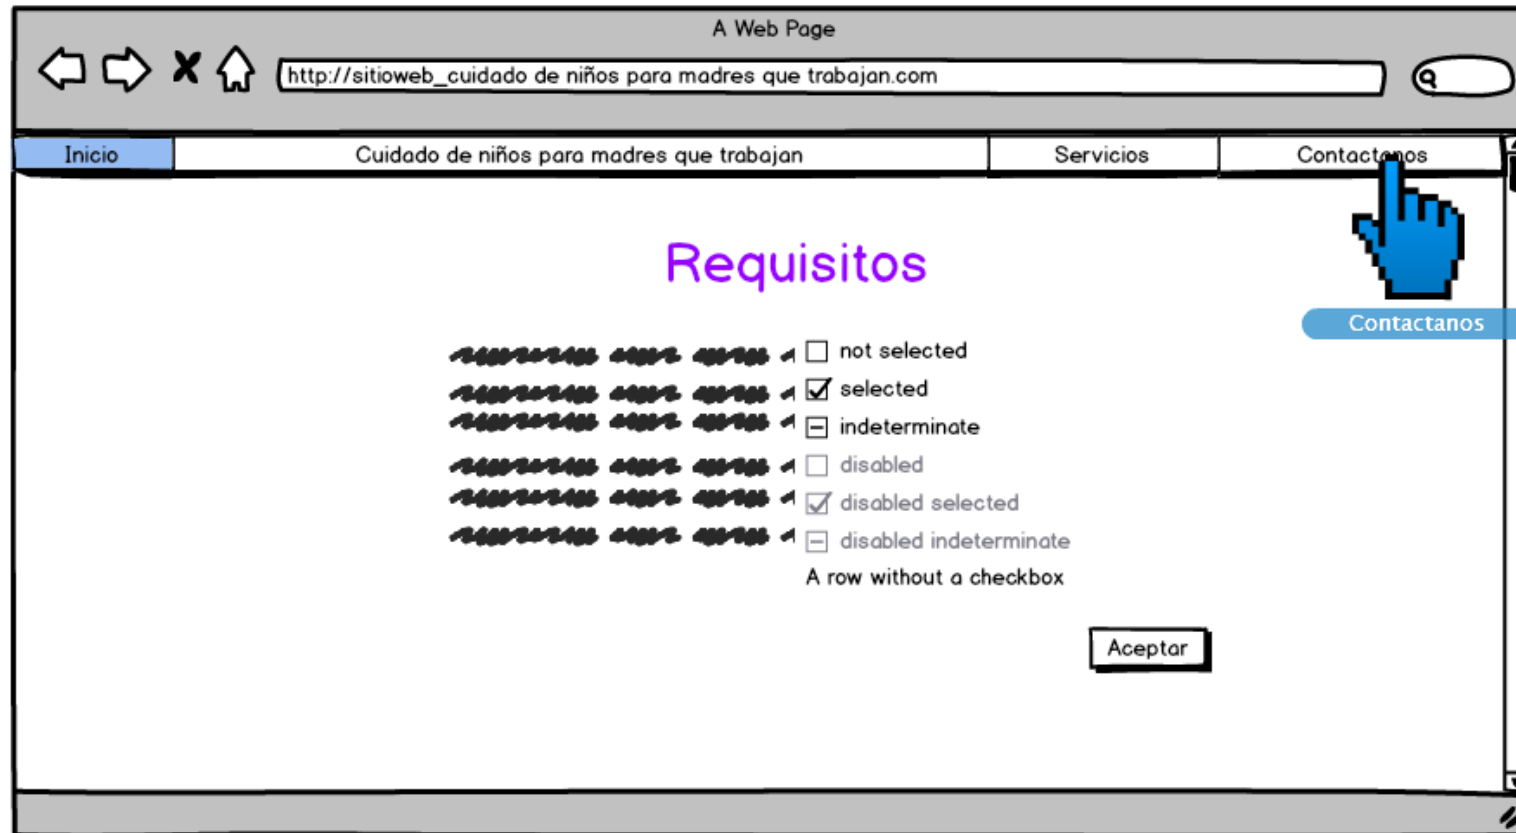 A Web Page
http://sitioweb_cuidado de niños para madres que trabajan.com
Inicio Cuidado de niños para madres que trabajan Servicios Contactanos
Requisitos
Contactanos
not selected
selected
indeterminate
disabled
disabled selected
disabled indeterminate
A row without a checkbox
Aceptar